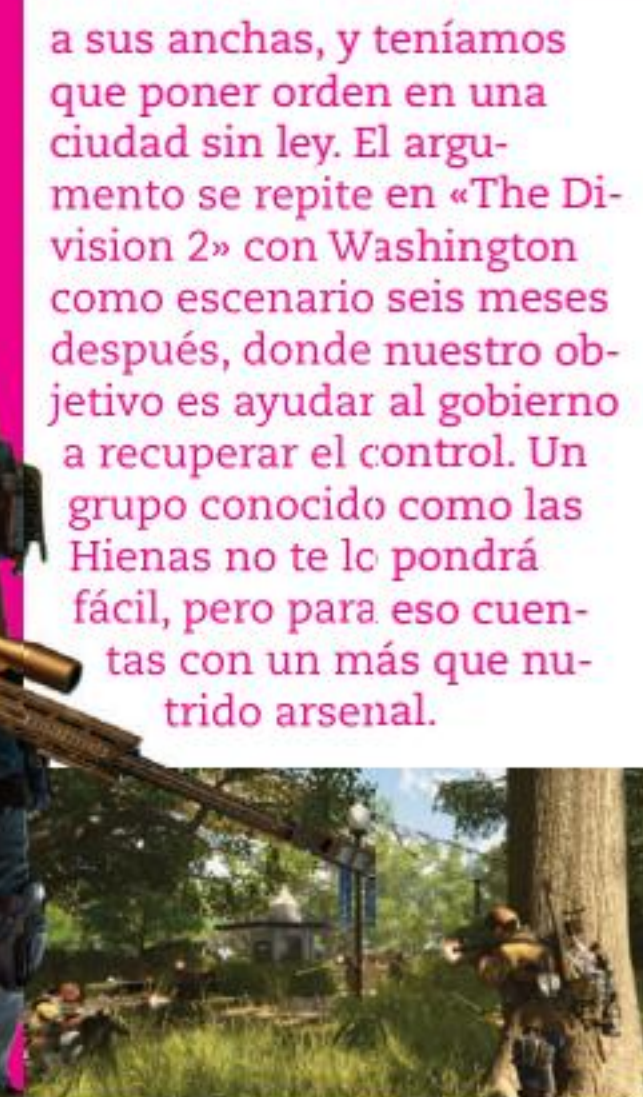 a sus anchas, y teníamos
que poner orden en una
ciudad sin ley. El argu-
mento se repite en «The Di-
vision 2» con Washington
como escenario seis meses
después, donde nuestro ob-
jetivo es ayudar al gobierno
a recuperar el control. Un
grupo conocido como las
Hienas no te lo pondrá
fácil, pero para eso cuen-
tas con un más que nu-
trido arsenal.